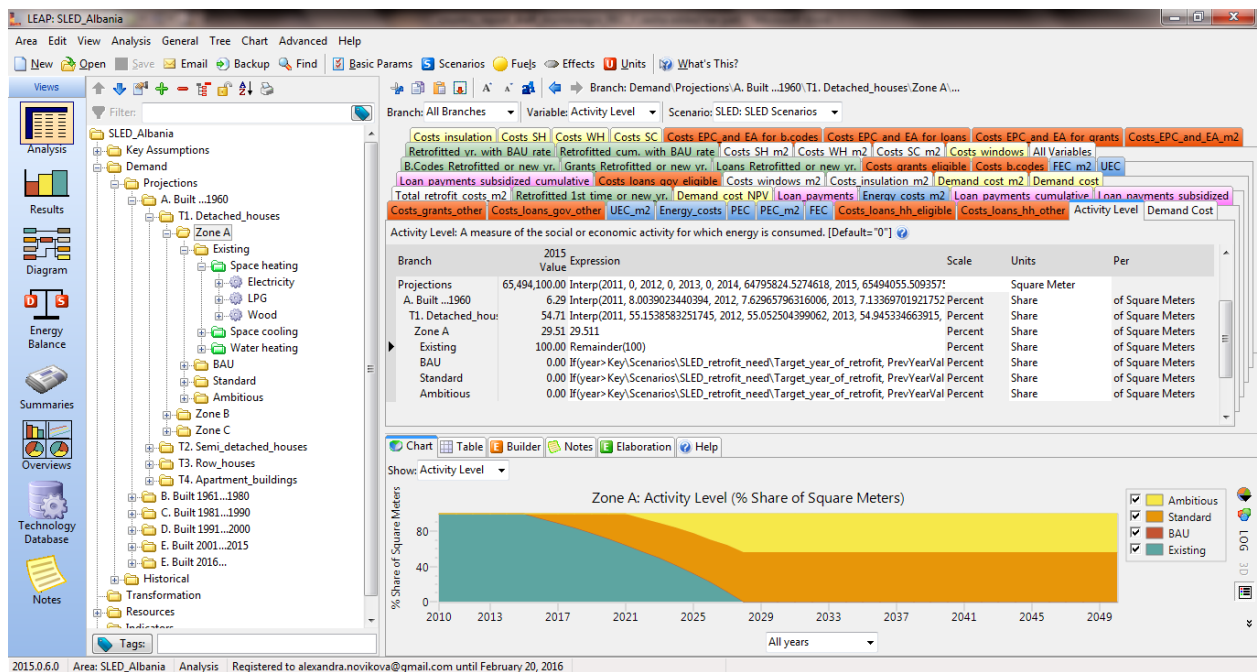 LEAP: SLED_Albania
Area Edit View Analysis General Tree Chart Advanced Help
New Open Save Email Backup Find Basic Params Scenarios Fuels Effects Units What's This?
Views
Analysis
Results
Diagram
Energy Balance
Summaries
Overviews
Technology Database
Notes
Filter:
SLED_Albania
Key Assumptions
Demand
Projections
A. Built ...1960
T1. Detached_houses
Zone A
Existing
Space heating
Electricity
LPG
Wood
Space cooling
Water heating
BAU
Standard
Ambitious
Zone B
Zone C
T2. Semi_detached_houses
T3. Row_houses
T4. Apartment_buildings
B. Built 1961...1980
C. Built 1981...1990
D. Built 1991...2000
E. Built 2001...2015
E. Built 2016...
Historical
Transformation
Resources
Indicators
Tags:
Branch: Demand\Projections\A. Built ...1960\T1. Detached_houses\Zone A\...
Branch: All Branches Variable: Activity Level Scenario: SLED: SLED Scenarios
Costs insulation Costs SH Costs WH Costs SC Costs EPC and EA for b.codes Costs EPC and EA for loans Costs EPC and EA for grants Costs_EPC_and_EA_m2
Retrofitted yr. with BAU rate Retrofitted cum. with BAU rate Costs SH m2 Costs WH m2 Costs SC m2 Costs windows All Variables
B.Codes Retrofitted or new yr. Grants Retrofitted or new yr. Loans Retrofitted or new yr. Costs grants eligible Costs b.codes FEC m2 UEC
Loan payments subsidized cumulative Costs loans gov eligible Costs windows m2 Costs insulation m2 Demand cost m2 Demand cost
Total retrofit costs_m2 Retrofitted 1st time or new yr. Demand cost NPV Loan_payments Energy costs m2 Loan payments cumulative Loan payments subsidized
Costs_grants_other Costs_loans_gov_other UEC_m2 Energy_costs PEC PEC_m2 FEC Costs_loans_hh_eligible Costs_loans_hh_other Activity Level Demand Cost
Activity Level: A measure of the social or economic activity for which energy is consumed. [Default="0"]
Branch 2015 Value Expression Scale Units Per
Projections 65,494,100.00 Interp(2011, 0, 2012, 0, 2013, 0, 2014, 64795824.5274618, 2015, 65494055.509357 Square Meter
A. Built ...1960 6.29 Interp(2011, 8.0039023440394, 2012, 7.62965796316006, 2013, 7.13369701921752 Percent Share of Square Meters
T1. Detached_hou 54.71 Interp(2011, 55.1538583251745, 2012, 55.052504399062, 2013, 54.945334663915, Percent Share of Square Meters
Zone A 29.51 29.511 Percent Share of Square Meters
Existing 100.00 Remainder(100) Percent Share of Square Meters
BAU 0.00 If(year>Key\Scenarios\SLED_retrofit_need\Target_year_of_retrofit, PrevYearVal Percent Share of Square Meters
Standard 0.00 If(year>Key\Scenarios\SLED_retrofit_need\Target_year_of_retrofit, PrevYearVal Percent Share of Square Meters
Ambitious 0.00 If(year>Key\Scenarios\SLED_retrofit_need\Target_year_of_retrofit, PrevYearVal Percent Share of Square Meters
Chart Table Builder Notes Elaboration Help
Show: Activity Level
Zone A: Activity Level (% Share of Square Meters)
% Share of Square Meters
80
40
0
2010 2013 2017 2021 2025 2029 2033 2037 2041 2045 2049
Ambitious
Standard
BAU
Existing
LOG
3D
All years
2015.0.6.0 Area: SLED_Albania Analysis Registered to alexandra.novikova@gmail.com until February 20, 2016